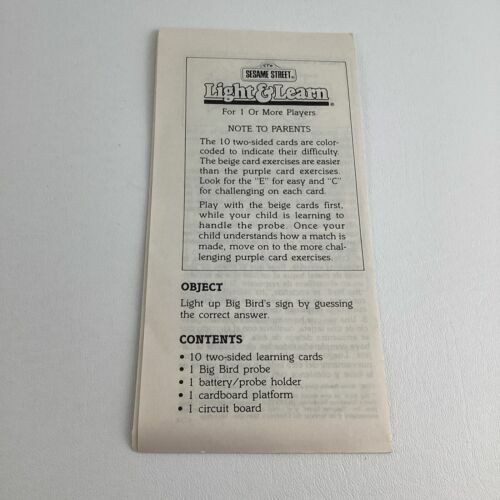 SESAME STREET
Light & Learn
For 1 Or More Players
NOTE TO PARENTS
The 10 two-sided cards are color-
coded to indicate their difficulty.
The beige card exercises are easier
than the purple card exercises.
Look for the "E" for easy and "C"
for challenging on each card.
Play with the beige cards first,
while your child is learning to
handle the probe. Once your
child understands how a match is
made, move on to the more chal-
lenging purple card exercises.
OBJECT
Light up Big Bird's sign by guessing
the correct answer.
CONTENTS
• 10 two-sided learning cards
• 1 Big Bird probe
• 1 battery/probe holder
• 1 cardboard platform
• 1 circuit board